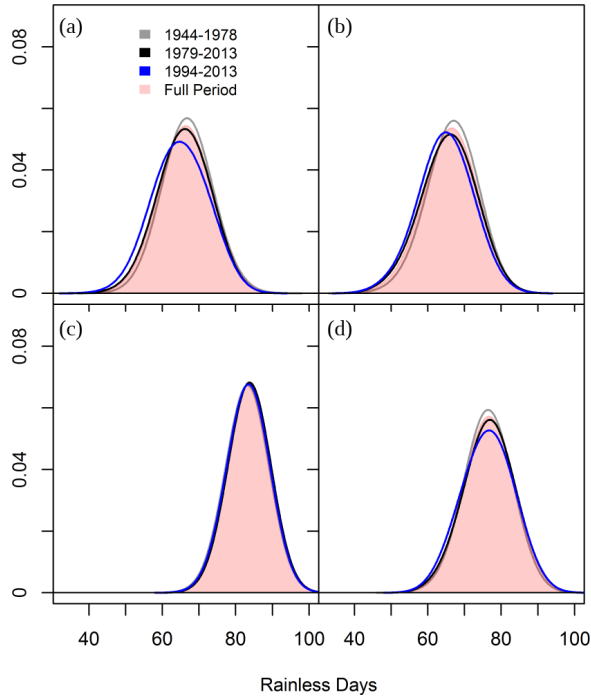 (a)
1944-1978
1979-2013
1994-2013
Full Period
(b)
0.08
0.04
0
(c)
(d)
0.08
0.04
0
40 60 80 100 40 60 80 100
Rainless Days